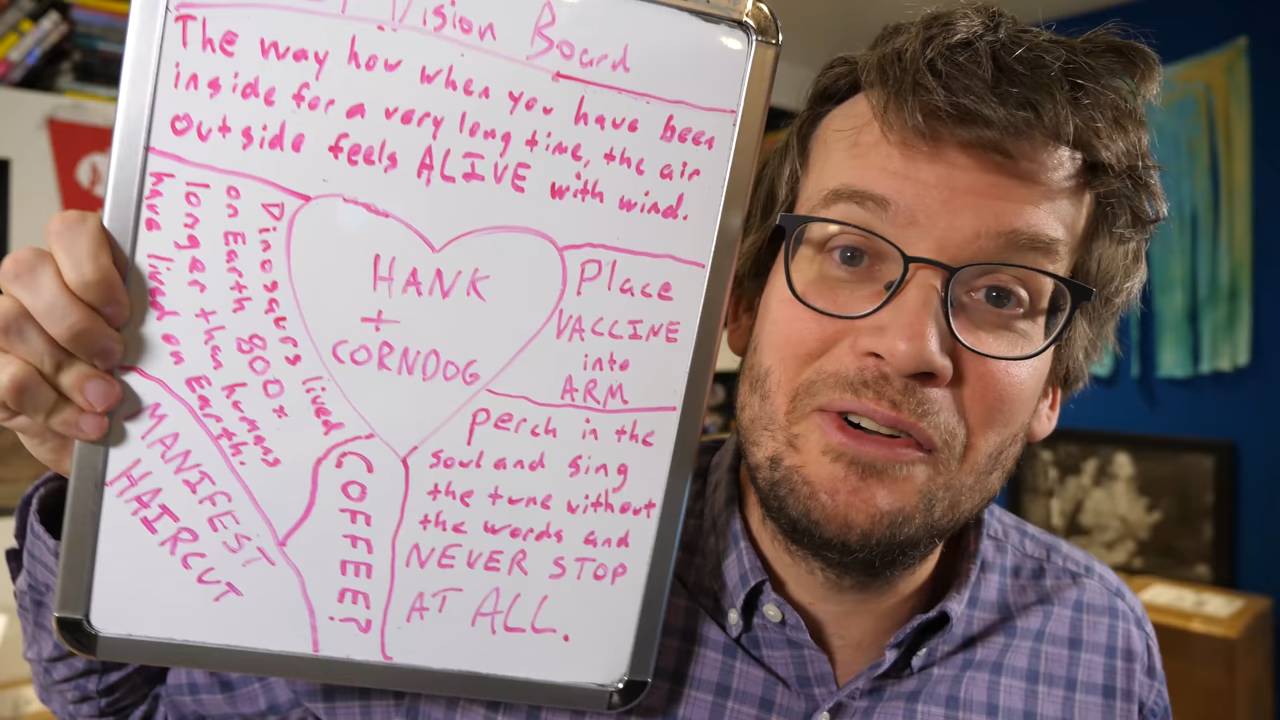 Vision Board
The way how when you have been
inside for a very long time, the air
outside feels ALIVE with wind.
Dinosaurs lived
on Earth 800x
longer than humans
have lived on Earth.
HANK
+
CORNDOG
Place
VACCINE
into
ARM
MANIFEST
HAIRCUT
COFFEE?
perch in the
soul and sing
the tune without
the words and
NEVER STOP
AT ALL.